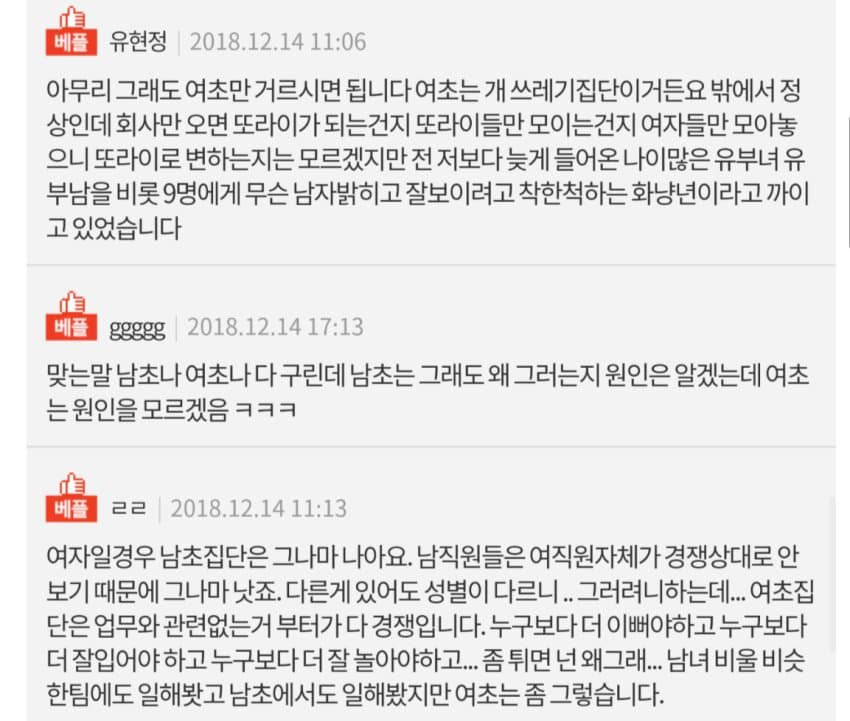 베플 유현정 | 2018.12.14 11:06
아무리 그래도 여초만 거르시면 됩니다 여초는 개 쓰레기집단이거든요 밖에서 정
상인데 회사만 오면 또라이가 되는건지 또라이들만 모이는건지 여자들만 모아놓
으니 또라이로 변하는지는 모르겠지만 전 저보다 늦게 들어온 나이많은 유부녀 유
부남을 비롯 9명에게 무슨 남자밝히고 잘보이려고 착한척하는 화냥년이라고 까이
고 있었습니다
베플 ggggg | 2018.12.14 17:13
맞는말 남초나 여초나 다 구린데 남초는 그래도 왜 그러는지 원인은 알겠는데 여초
는 원인을 모르겠음 ㅋㅋㅋ
베플 ㄹㄹ | 2018.12.14 11:13
여자일경우 남초집단은 그나마 나아요. 남직원들은 여직원자체가 경쟁상대로 안
보기 때문에 그나마 낫죠. 다른게 있어도 성별이 다르니 .. 그러려니하는데... 여초집
단은 업무와 관련없는거 부터가 다 경쟁입니다. 누구보다 더 이뻐야하고 누구보다
더 잘입어야 하고 누구보다 더 잘 놀아야하고... 좀 튀면 넌 왜그래... 남녀 비울 비슷
한팀에도 일해봣고 남초에서도 일해봤지만 여초는 좀 그렇습니다.